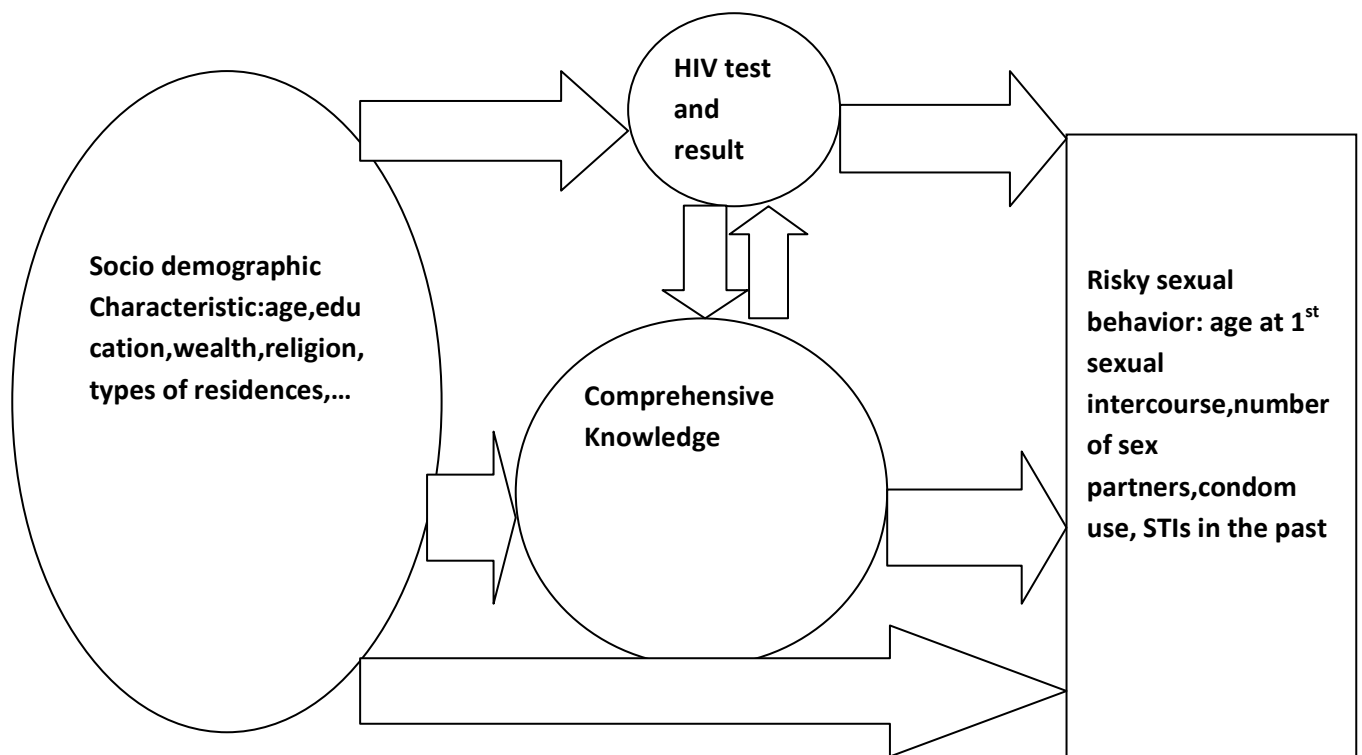 HIV test
and
result
Socio demographic
Characteristic:age,edu
cation,wealth,religion,
types of residences,…
Comprehensive
Knowledge
Risky sexual
behavior: age at 1st
sexual
intercourse,number
of sex
partners,condom
use, STIs in the past